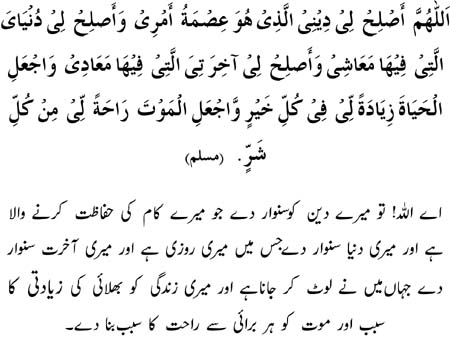 اَللّٰهُمَّ اَصْلِحْ لِىْ دِيْنِىَ الَّذِىْ هُوَ عِصْمَةُ اَمْرِىْ وَاَصْلِحْ لِىْ دُنْيَاىَ
الَّتِىْ فِيْهَا مَعَاشِىْ وَاَصْلِحْ لِىْ آخِرَ تِىَ الَّتِىْ فِيْهَا مَعَادِىْ وَاجْعَلِ
الْحَيَاةَ زِيَادَةً لِّىْ فِىْ كُلِّ خَيْرٍ وَّاجْعَلِ الْمَوْتَ رَاحَةً لِّىْ مِنْ كُلِّ
شَرٍّ. (مسلم)
اے اللہ! تو میرے دین کو سنوار دے جو میرے کام کی حفاظت کرنے والا
ہے اور میری دنیا سنوار دے جس میں میری روزی ہے اور میری آخرت سنوار
دے جہاں میں نے لوٹ کر جانا ہے اور میری زندگی کو بھلائی کی زیادتی کا
سبب اور موت کو ہر برائی سے راحت کا سبب بنا دے۔